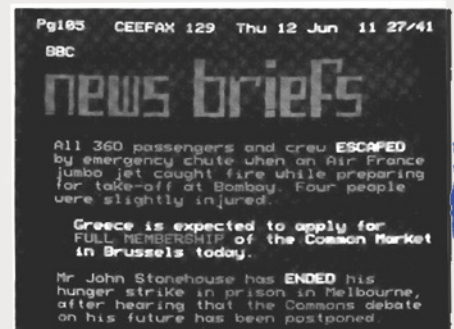 Pg105 CEEFAX 129 Thu 12 Jun 11 27/41
BBC
news briefs
All 360 passengers and crew ESCAPED
by emergency chute when an Air France
jumbo jet caught fire while preparing
for take-off at Bombay. Four people
were slightly injured.
Greece is expected to apply for
FULL MEMBERSHIP of the Common Market
in Brussels today.
Mr John Stonehouse has ENDED his
hunger strike in prison in Melbourne,
after hearing that the Commons debate
on his future has been postponed.